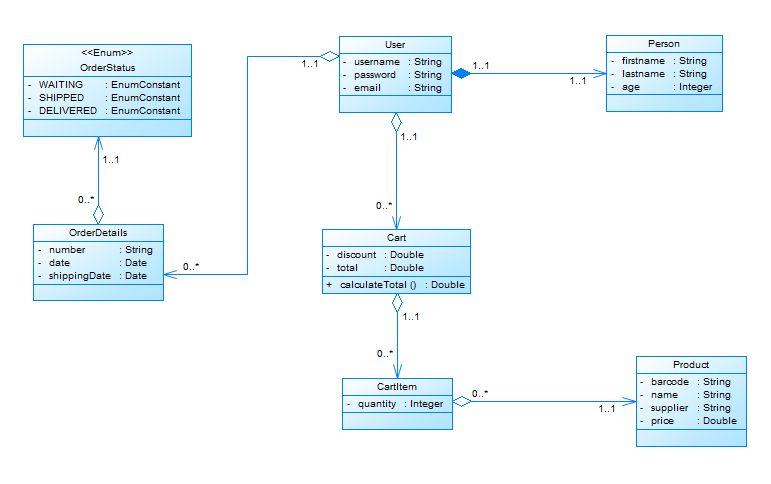 <<Enum>>
OrderStatus
- WAITING : EnumConstant
- SHIPPED : EnumConstant
- DELIVERED : EnumConstant
User
- username : String
- password : String
- email : String
Person
- firstname : String
- lastname : String
- age : Integer
1..1
1..1
1..1
1..1
1..1
0..*
0..*
0..*
OrderDetails
- number : String
- date : Date
- shippingDate : Date
Cart
- discount : Double
- total : Double
+ calculateTotal () : Double
1..1
0..*
CartItem
- quantity : Integer
0..*
1..1
Product
- barcode : String
- name : String
- supplier : String
- price : Double